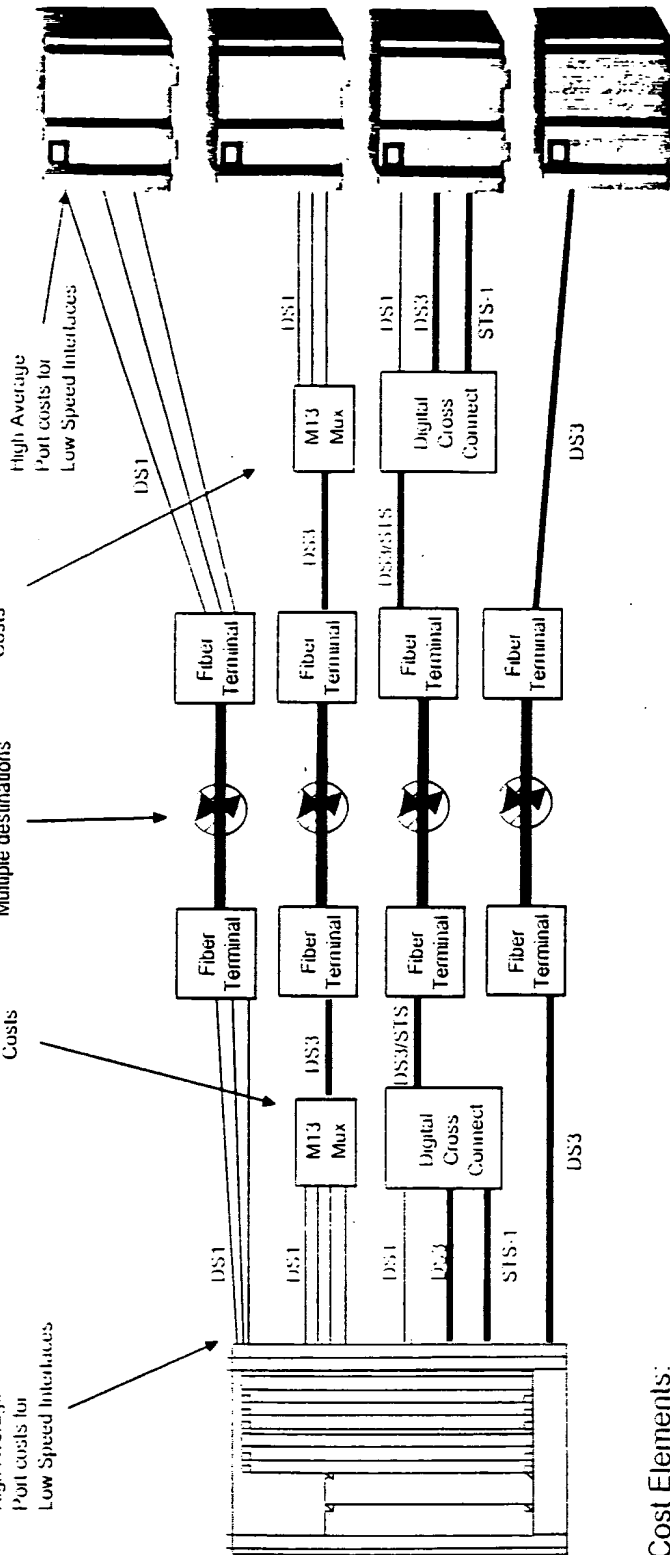 Port costs for
Low Speed Interfaces
Costs
Multiple destinations
Costs
High Average
Port costs for
Low Speed Interfaces
DS1
Fiber
Terminal
Fiber
Terminal
DS1
DS1
M13
Mux
DS3
Fiber
Terminal
Fiber
Terminal
DS3
M13
Mux
DS1
DS1
DS3
STS-1
Digital
Cross
Connect
DS3/STS
Fiber
Terminal
Fiber
Terminal
DS3/STS
Digital
Cross
Connect
DS1
DS3
STS-1
DS3
Fiber
Terminal
Fiber
Terminal
DS3
Cost Elements: